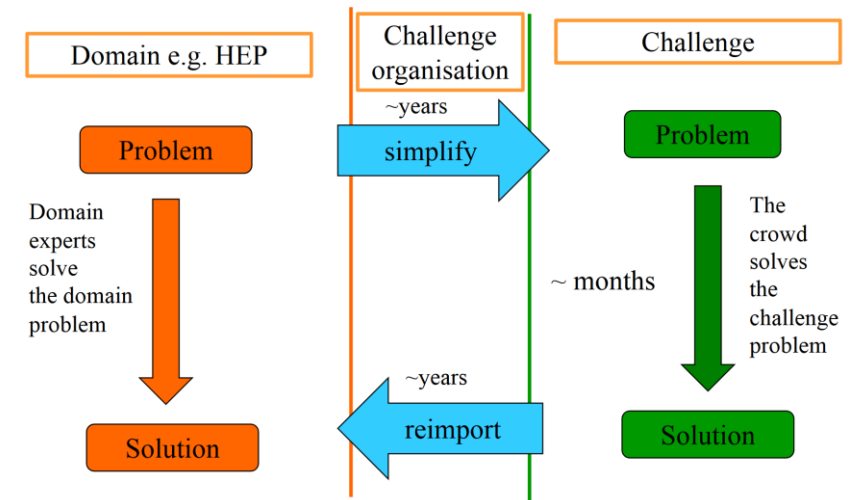 Domain e.g. HEP
Challenge
organisation
Challenge
~years
Problem
simplify
Problem
Domain
experts
solve
the domain
problem
The
crowd
solves
the
challenge
problem
~ months
~years
Solution
reimport
Solution